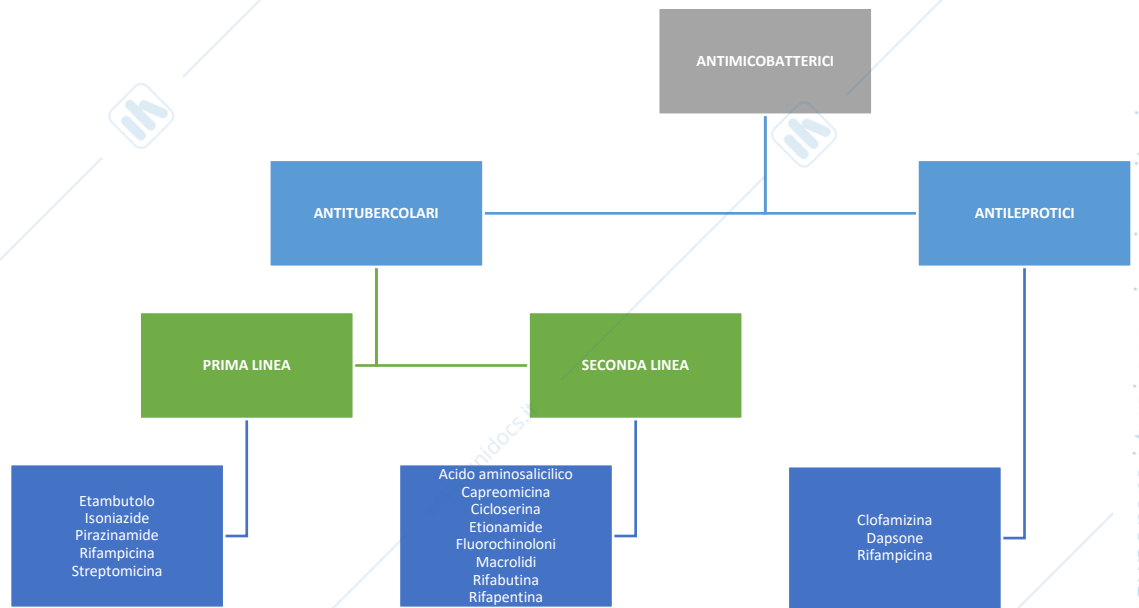 ANTIMICOBATTERICI
ANTITUBERCOLARI
ANTILEPROTICI
PRIMA LINEA
SECONDA LINEA
Etambutolo
Isoniazide
Pirazinamide
Rifampicina
Streptomicina
Acido aminosalicilico
Capreomicina
Cicloserina
Etionamide
Fluorochinoloni
Macrolidi
Rifabutina
Rifapentina
Clofamizina
Dapsone
Rifampicina